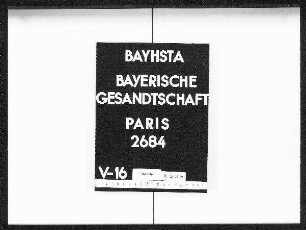 BAYHSTA
BAYERISCHE
GESANDTSCHAFT
PARIS
2684
V-16